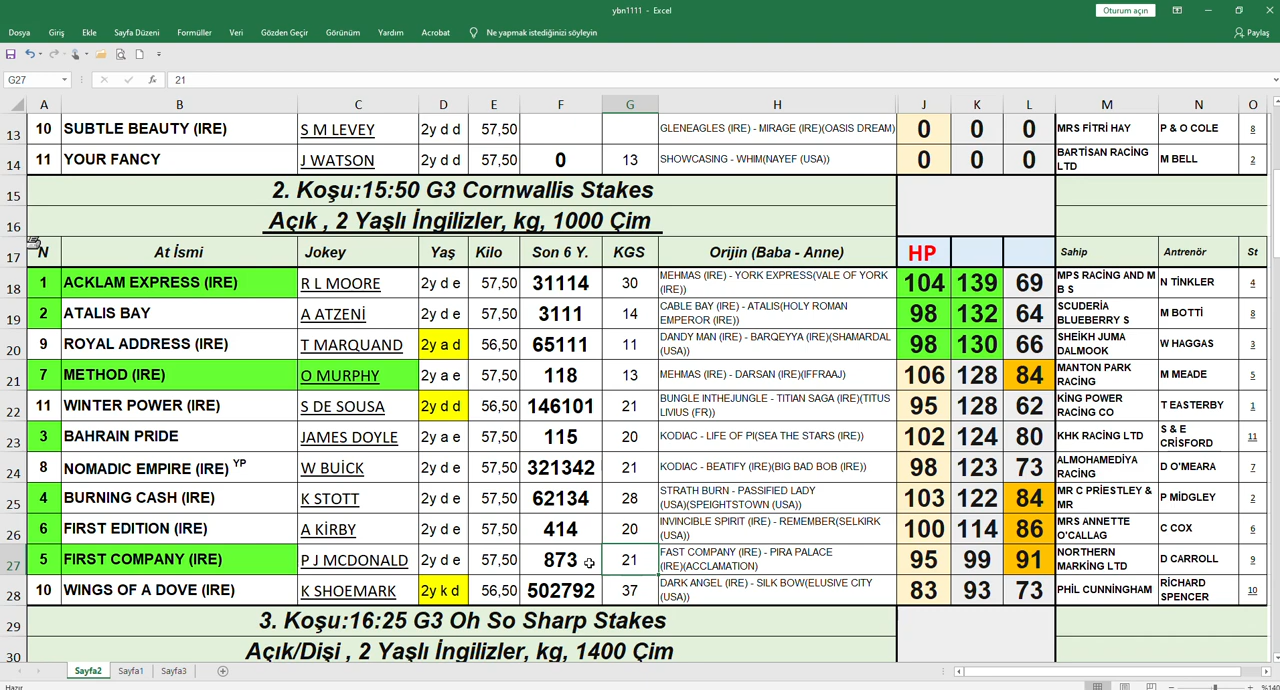 ybn1111 - Excel
Oturum açın
Dosya Giriş Ekle Sayfa Düzeni Formüller Veri Gözden Geçir Görünüm Yardım Acrobat Ne yapmak istediğinizi söyleyin Paylaş
G27 fx 21
A B C D E F G H J K L M N O
13 10 SUBTLE BEAUTY (IRE) S M LEVEY 2y d d 57,50 GLENEAGLES (IRE) - MIRAGE (IRE)(OASIS DREAM) 0 0 0 MRS FİTRİ HAY P & O COLE 8
14 11 YOUR FANCY J WATSON 2y d d 57,50 0 13 SHOWCASING - WHIM(NAYEF (USA)) 0 0 0 BARTİSAN RACİNG LTD M BELL 2
15 2. Koşu:15:50 G3 Cornwallis Stakes
16 Açık , 2 Yaşlı İngilizler, kg, 1000 Çim
17 N At İsmi Jokey Yaş Kilo Son 6 Y. KGS Orijin (Baba - Anne) HP Sahip Antrenör St
18 1 ACKLAM EXPRESS (IRE) R L MOORE 2y d e 57,50 31114 30 MEHMAS (IRE) - YORK EXPRESS(VALE OF YORK (IRE)) 104 139 69 MPS RACİNG AND M B S N TİNKLER 4
19 2 ATALIS BAY A ATZENİ 2y d e 57,50 3111 14 CABLE BAY (IRE) - ATALIS(HOLY ROMAN EMPEROR (IRE)) 98 132 64 SCUDERİA BLUEBERRY S M BOTTİ 8
20 9 ROYAL ADDRESS (IRE) T MARQUAND 2y a d 56,50 65111 11 DANDY MAN (IRE) - BARQEYYA (IRE)(SHAMARDAL (USA)) 98 130 66 SHEİKH JUMA DALMOOK W HAGGAS 3
21 7 METHOD (IRE) O MURPHY 2y a e 57,50 118 13 MEHMAS (IRE) - DARSAN (IRE)(IFFRAAJ) 106 128 84 MANTON PARK RACİNG M MEADE 5
22 11 WINTER POWER (IRE) S DE SOUSA 2y d d 56,50 146101 21 BUNGLE INTHEJUNGLE - TITIAN SAGA (IRE)(TITUS LIVIUS (FR)) 95 128 62 KİNG POWER RACİNG CO T EASTERBY 1
23 3 BAHRAIN PRIDE JAMES DOYLE 2y a e 57,50 115 20 KODIAC - LIFE OF PI(SEA THE STARS (IRE)) 102 124 80 KHK RACİNG LTD S & E CRİSFORD 11
24 8 NOMADIC EMPIRE (IRE) YP W BUİCK 2y d e 57,50 321342 21 KODIAC - BEATIFY (IRE)(BIG BAD BOB (IRE)) 98 123 73 ALMOHAMEDİYA RACİNG D O'MEARA 7
25 4 BURNING CASH (IRE) K STOTT 2y d e 57,50 62134 28 STRATH BURN - PASSIFIED LADY (USA)(SPEIGHTSTOWN (USA)) 103 122 84 MR C PRİESTLEY & MR P MİDGLEY 2
26 6 FIRST EDITION (IRE) A KİRBY 2y d e 57,50 414 20 INVINCIBLE SPIRIT (IRE) - REMEMBER(SELKIRK (USA)) 100 114 86 MRS ANNETTE O'CALLAG C COX 6
27 5 FIRST COMPANY (IRE) P J MCDONALD 2y d e 57,50 873 21 FAST COMPANY (IRE) - PIRA PALACE (IRE)(ACCLAMATION) 95 99 91 NORTHERN MARKİNG LTD D CARROLL 9
28 10 WINGS OF A DOVE (IRE) K SHOEMARK 2y k d 56,50 502792 37 DARK ANGEL (IRE) - SILK BOW(ELUSIVE CITY (USA)) 83 93 73 PHİL CUNNİNGHAM RİCHARD SPENCER 10
29 3. Koşu:16:25 G3 Oh So Sharp Stakes
30 Açık/Dişi , 2 Yaşlı İngilizler, kg, 1400 Çim
Sayfa2 Sayfa1 Sayfa3
Hazır %140